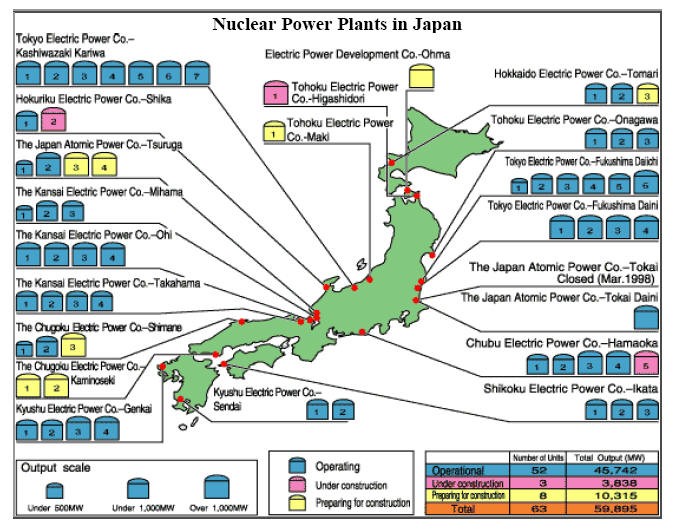 Nuclear Power Plants in Japan
Tokyo Electric Power Co.–
Kashiwazaki Kariwa
1 2 3 4 5 6 7
Hokuriku Electric Power Co.–Shika
1 2
The Japan Atomic Power Co.–Tsuruga
1 2 3 4
The Kansai Electric Power Co.–Mihama
1 2 3
The Kansai Electric Power Co.–Ohi
1 2 3 4
The Kansai Electric Power Co.–Takahama
1 2 3 4
The Chugoku Electric Power Co.–Shimane
1 2 3
The Chugoku Electric Power Co.–
Kaminoseki
1 2
Kyushu Electric Power Co.–Genkai
1 2 3 4
Electric Power Development Co.-Ohma
Tohoku Electric Power
Co.-Higashidori
1
Tohoku Electric Power
Co.–Maki
1
Hokkaido Electric Power Co.–Tomari
1 2 3
Tohoku Electric Power Co.–Onagawa
1 2 3
Tokyo Electric Power Co.–Fukushima Daiichi
1 2 3 4 5 6
Tokyo Electric Power Co.–Fukushima Daini
1 2 3 4
The Japan Atomic Power Co.–Tokai
Closed (Mar.1998)
The Japan Atomic Power Co.–Tokai Daini
Chubu Electric Power Co.–Hamaoka
1 2 3 4 5
Shikoku Electric Power Co.–Ikata
1 2 3
Kyushu Electric Power Co.–
Sendai
1 2
Output scale
Under 500MW Under 1,000MW Over 1,000MW
Operating
Under construction
Preparing for construction
Number of Units Total Output (MW)
Operational 52 45,742
Under construction 3 3,838
Preparing for construction 8 10,315
Total 63 59,895